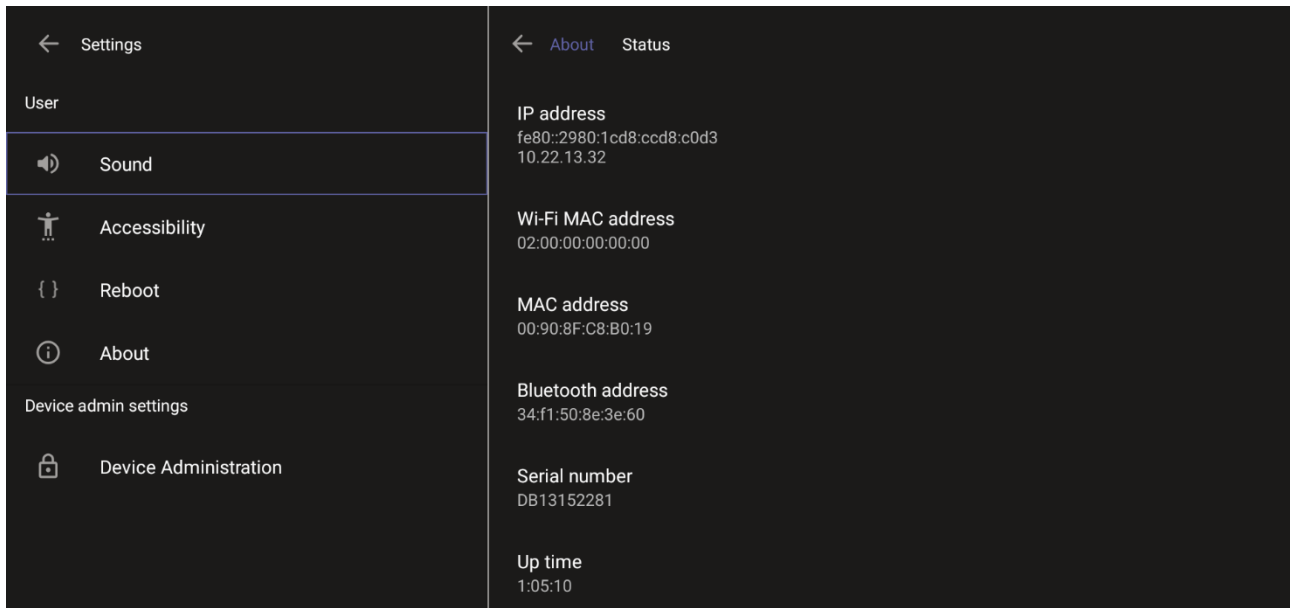 Settings
User
Sound
Accessibility
{ } Reboot
About
Device admin settings
Device Administration
About Status
IP address
fe80::2980:1cd8:ccd8:c0d3
10.22.13.32
Wi-Fi MAC address
02:00:00:00:00:00
MAC address
00:90:8F:C8:B0:19
Bluetooth address
34:f1:50:8e:3e:60
Serial number
DB13152281
Up time
1:05:10